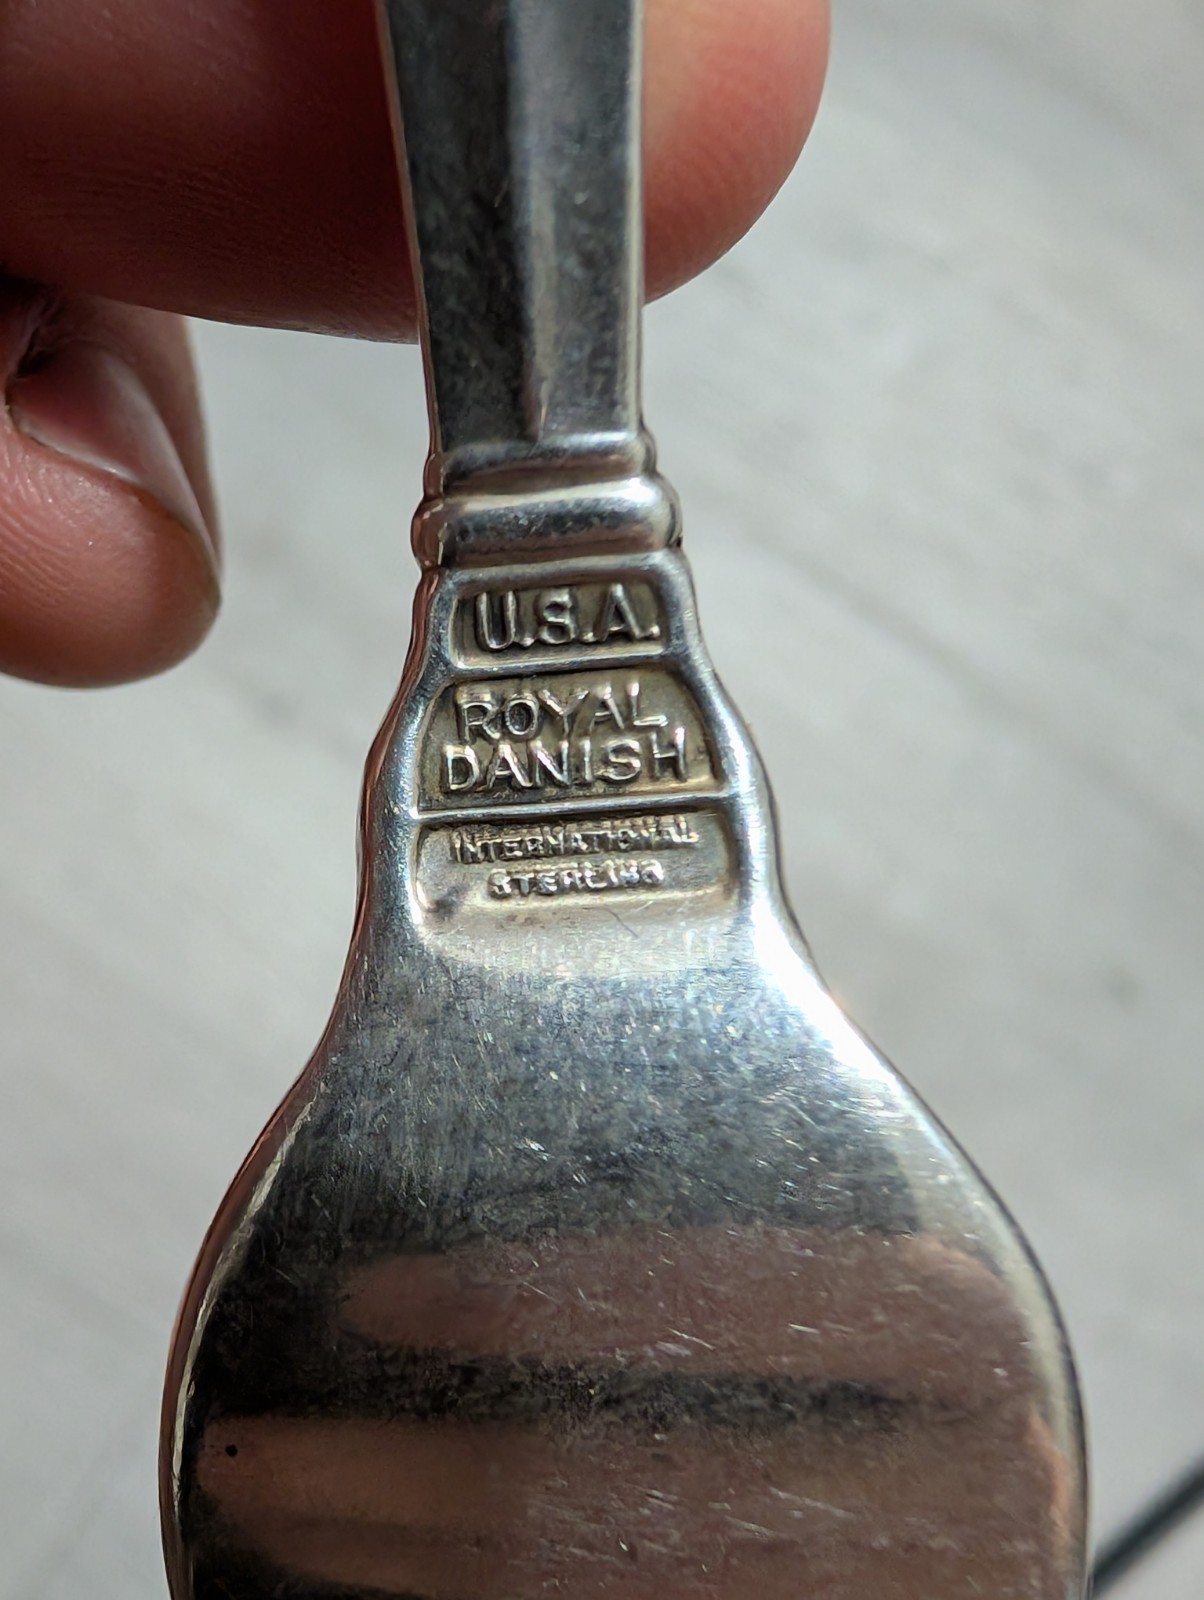 U.S.A.
ROYAL
DANISH
INTERNATIONAL
STERLING